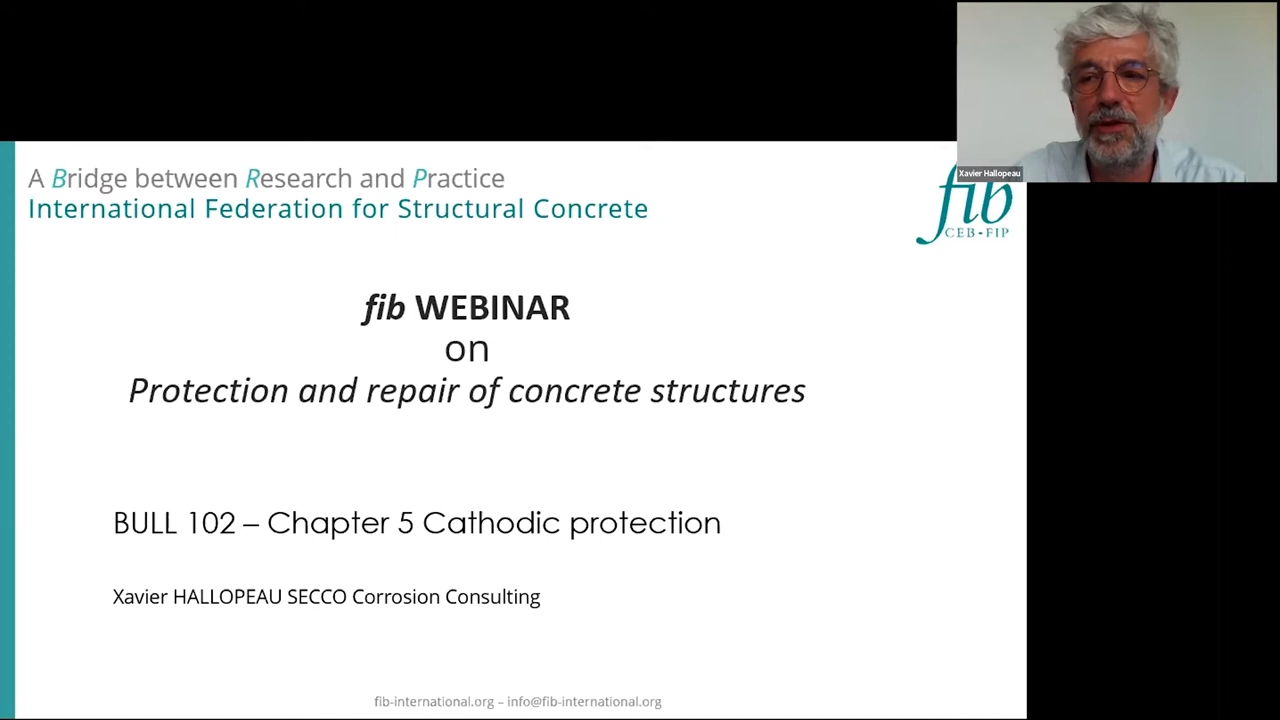 Xavier Hallopeau
A Bridge between Research and Practice
International Federation for Structural Concrete
fib
CEB-FIP
fib WEBINAR
on
Protection and repair of concrete structures
BULL 102 – Chapter 5 Cathodic protection
Xavier HALLOPEAU SECCO Corrosion Consulting
fib-international.org – info@fib-international.org